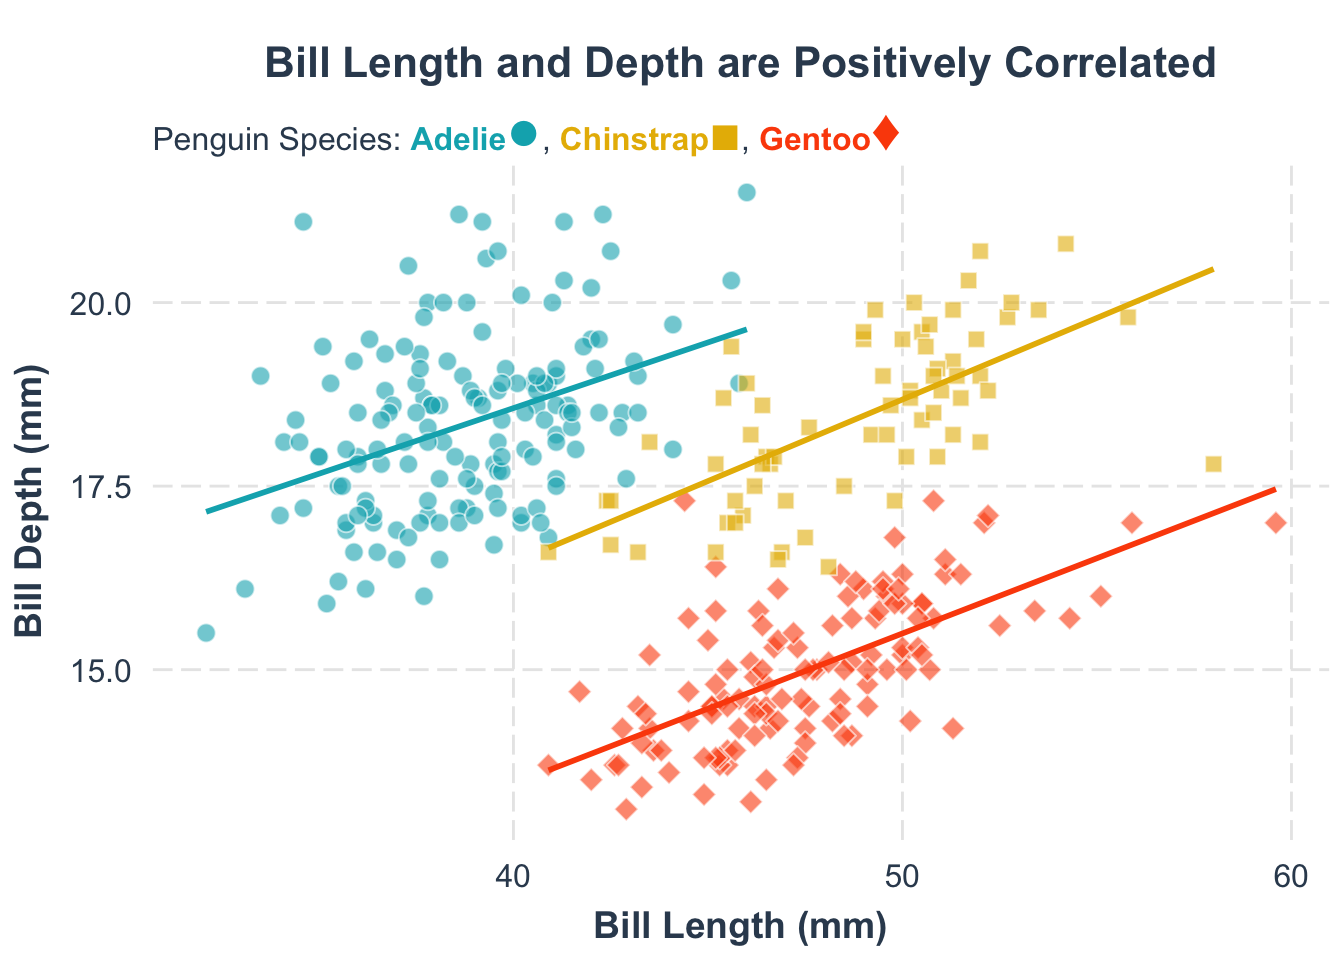 Bill Length and Depth are Positively Correlated
Penguin Species: Adelie , Chinstrap , Gentoo
20.0
17.5
15.0
Bill Depth (mm)
40 50 60
Bill Length (mm)